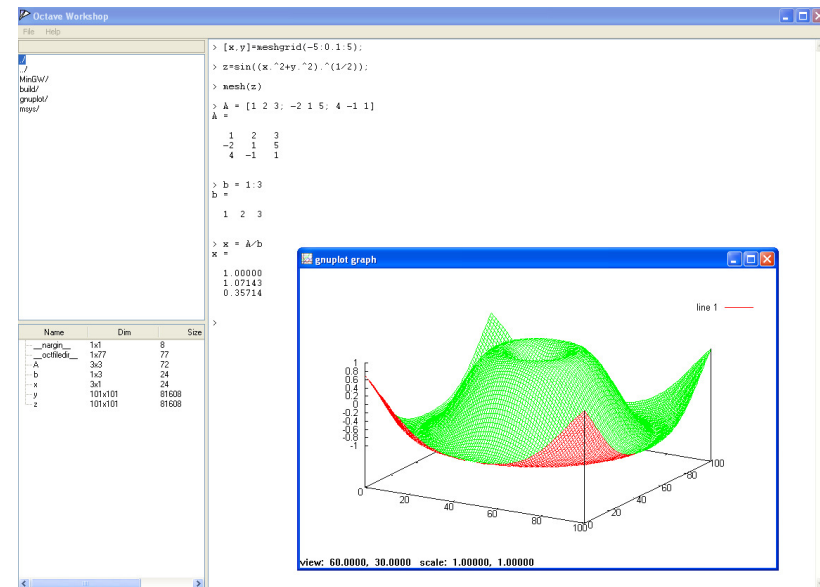 Octave Workshop
File Help
./
../
MinGW/
build/
gnuplot/
msys/
> [x,y]=meshgrid(-5:0.1:5);
> z=sin((x.^2+y.^2).^(1/2));
> mesh(z)
> A = [1 2 3; -2 1 5; 4 -1 1]
A =
1 2 3
-2 1 5
4 -1 1
> b = 1:3
b =
1 2 3
> x = A/b
x =
1.00000
1.07143
0.35714
>
Name Dim Size
__nargin__ 1x1 8
__octfiledir__ 1x77 77
A 3x3 72
b 1x3 24
x 3x1 24
y 101x101 81608
z 101x101 81608
gnuplot graph
line 1
1
0.8
0.6
0.4
0.2
0
-0.2
-0.4
-0.6
-0.8
-1
0 20 40 60 80 100
0 20 40 60 80 100
view: 60.0000, 30.0000 scale: 1.00000, 1.00000